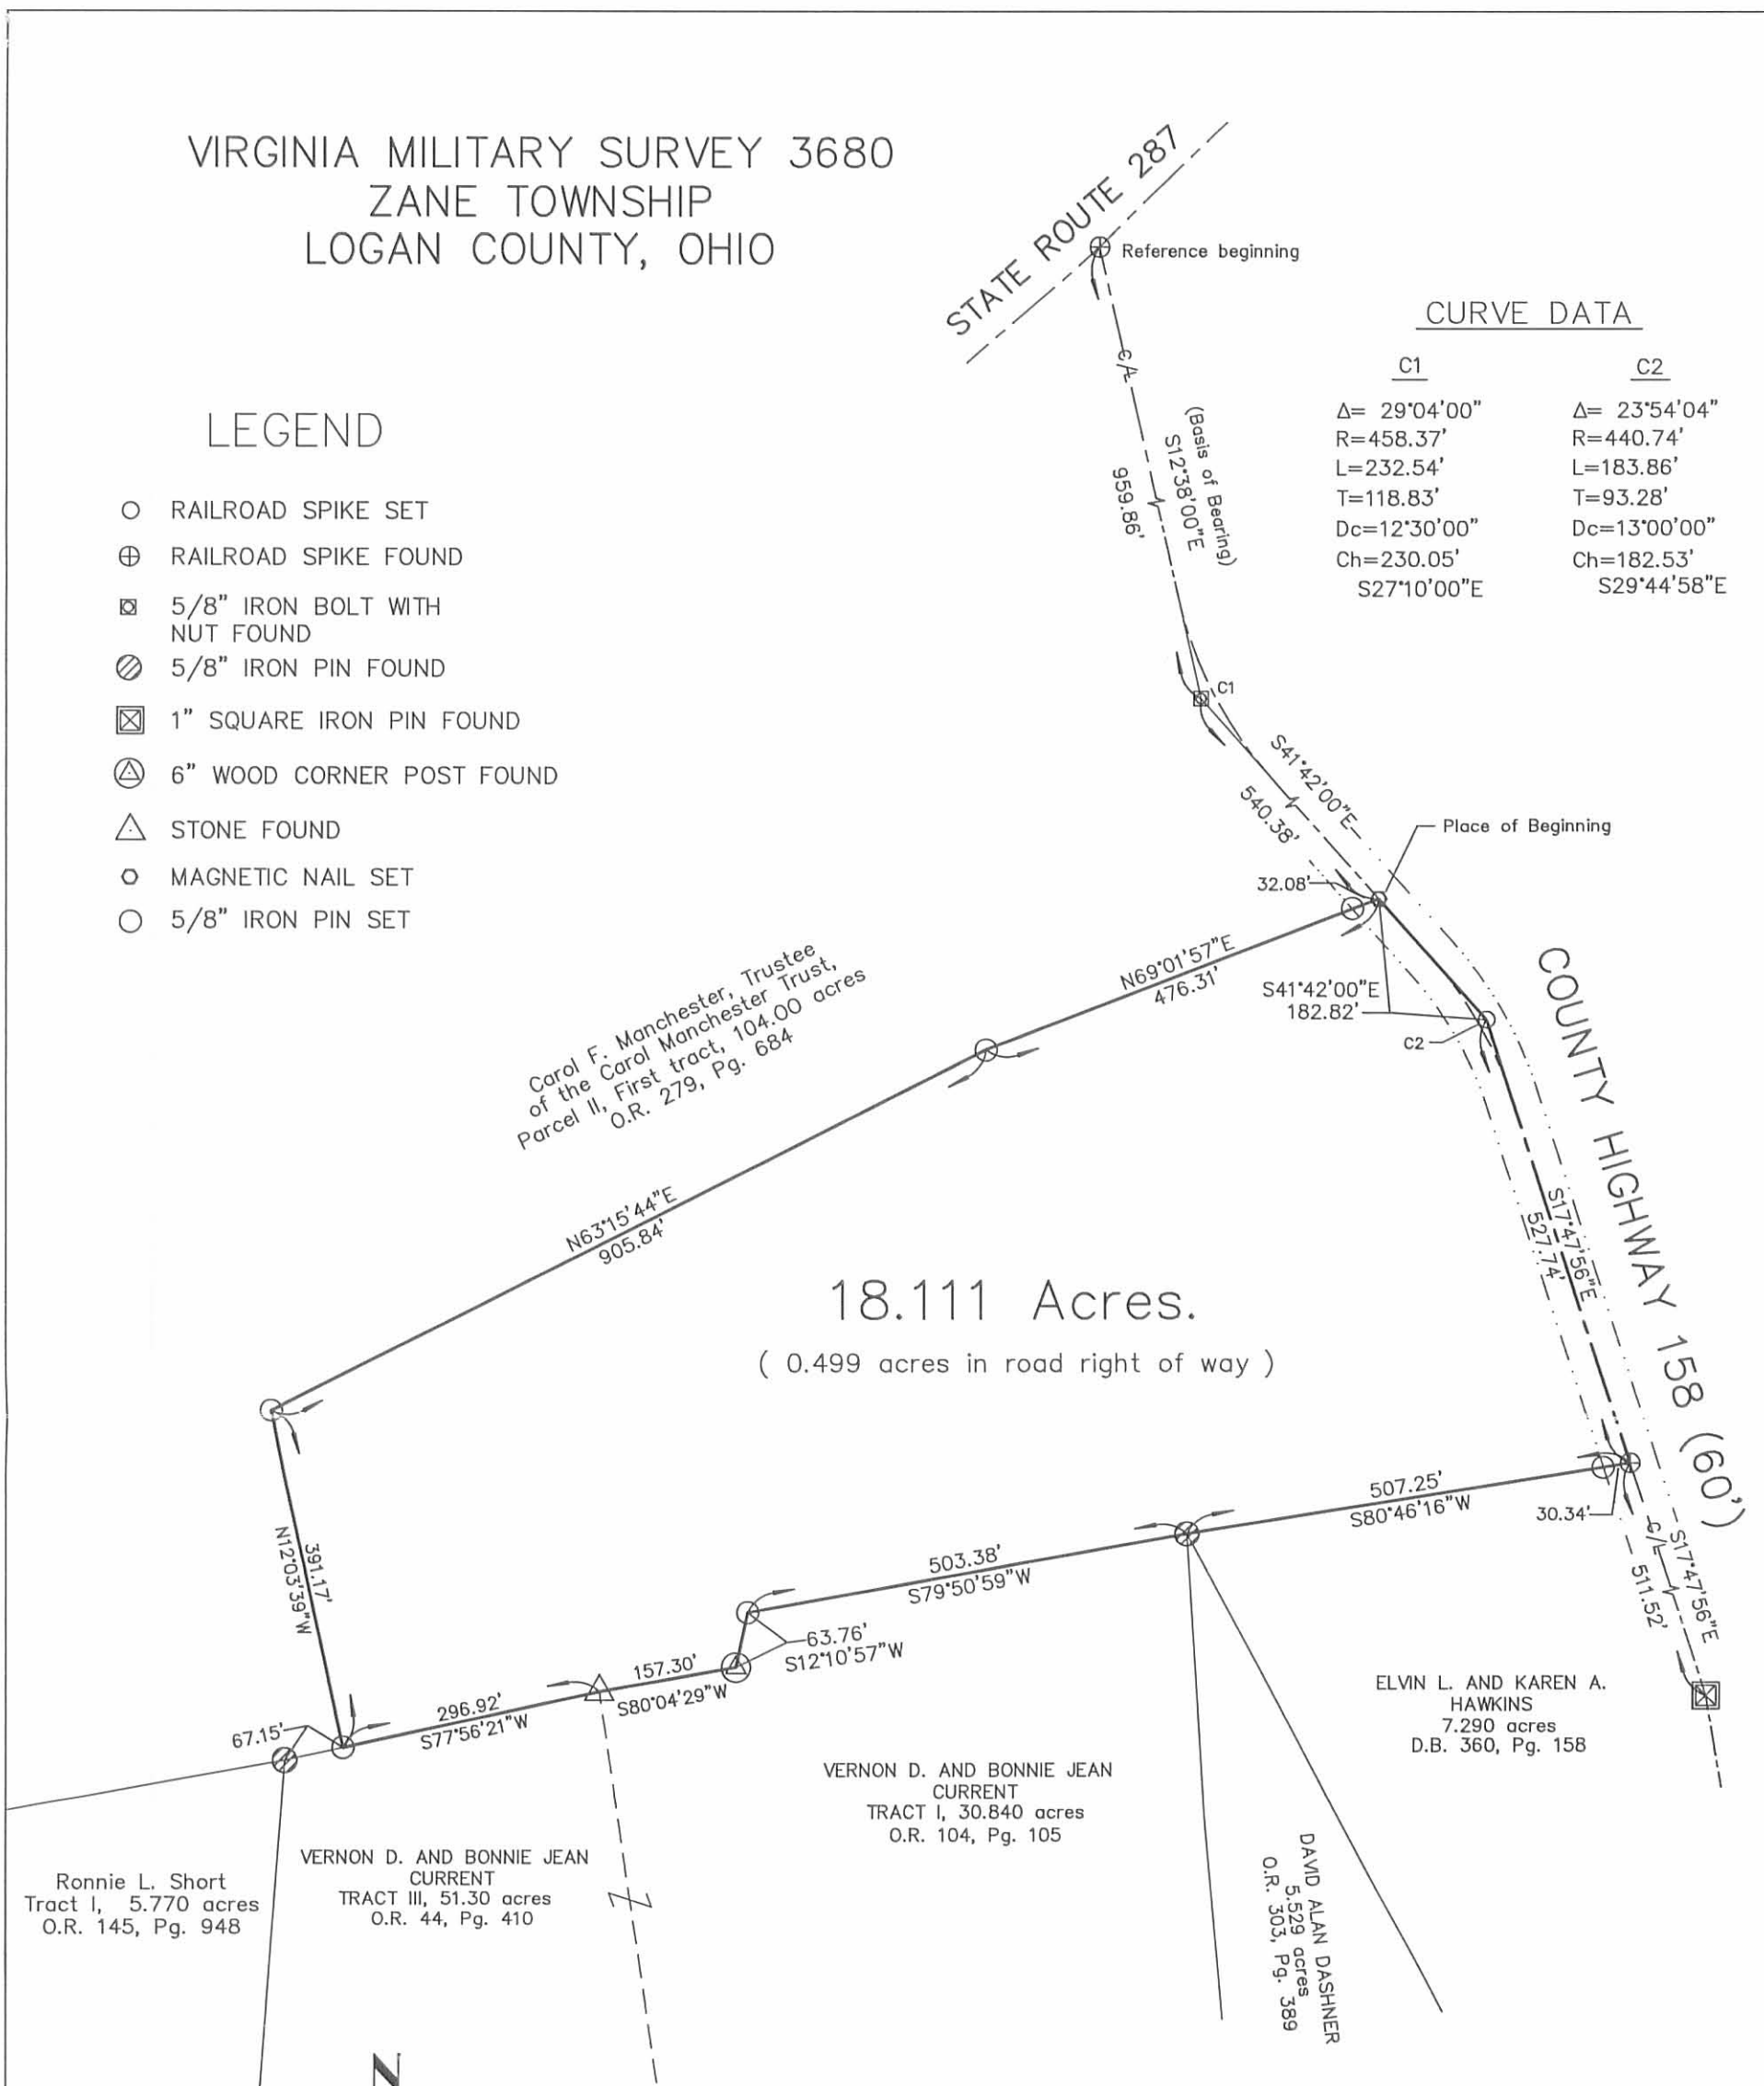 VIRGINIA MILITARY SURVEY 3680
ZANE TOWNSHIP
LOGAN COUNTY, OHIO
STATE ROUTE 287
Reference beginning
CURVE DATA
C1
Δ= 29°04'00"
R=458.37'
L=232.54'
T=118.83'
Dc=12°30'00"
Ch=230.05'
S27°10'00"E
C2
Δ= 23°54'04"
R=440.74'
L=183.86'
T=93.28'
Dc=13°00'00"
Ch=182.53'
S29°44'58"E
LEGEND
RAILROAD SPIKE SET
RAILROAD SPIKE FOUND
5/8" IRON BOLT WITH
NUT FOUND
5/8" IRON PIN FOUND
1" SQUARE IRON PIN FOUND
6" WOOD CORNER POST FOUND
STONE FOUND
MAGNETIC NAIL SET
5/8" IRON PIN SET
C/L
(Basis of Bearing)
S12°38'00"E
959.86'
C1
S41°42'00"E
540.38'
Place of Beginning
32.08'
N69°01'57"E
476.31'
S41°42'00"E
182.82'
C2
COUNTY HIGHWAY 158 (60')
Carol F. Manchester, Trustee
of the Carol Manchester Trust,
Parcel II, First tract, 104.00 acres
O.R. 279, Pg. 684
N63°15'44"E
905.84'
S17°47'56"E
527.74'
18.111 Acres.
( 0.499 acres in road right of way )
391.17'
N12°03'39"W
507.25'
S80°46'16"W
30.34'
C/L
S17°47'56"E
511.52'
503.38'
S79°50'59"W
63.76'
S12°10'57"W
157.30'
S80°04'29"W
296.92'
S77°56'21"W
67.15'
ELVIN L. AND KAREN A.
HAWKINS
7.290 acres
D.B. 360, Pg. 158
VERNON D. AND BONNIE JEAN
CURRENT
TRACT I, 30.840 acres
O.R. 104, Pg. 105
DAVID ALAN DASHNER
5.529 acres
O.R. 303, Pg. 389
VERNON D. AND BONNIE JEAN
CURRENT
TRACT III, 51.30 acres
O.R. 44, Pg. 410
Ronnie L. Short
Tract I, 5.770 acres
O.R. 145, Pg. 948
Z
N